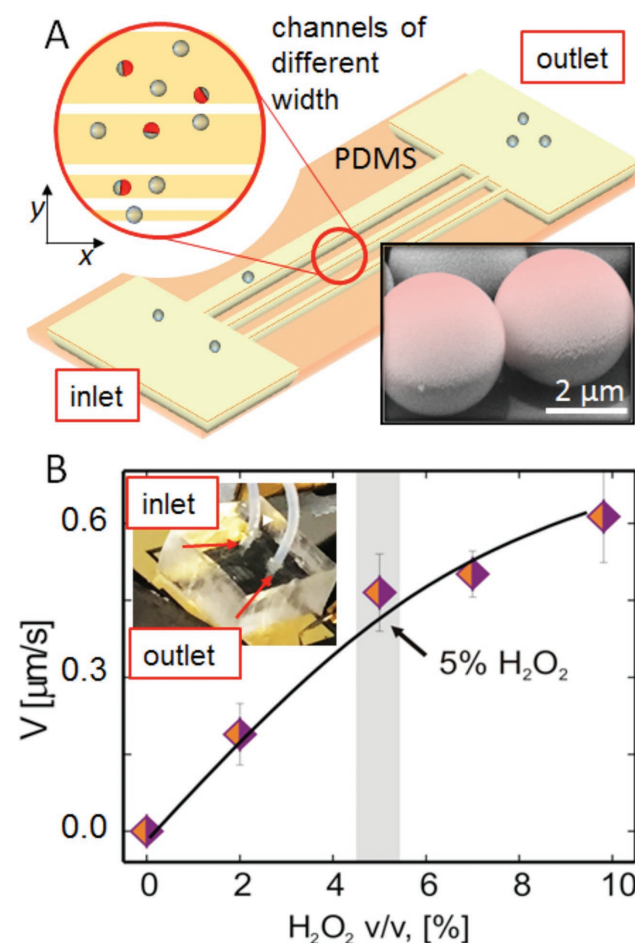 A
channels of
different
width
outlet
PDMS
y
x
inlet
2 μm
B
inlet
outlet
5% H₂O₂
V [μm/s]
0.6
0.3
0.0
0 2 4 6 8 10
H₂O₂ v/v, [%]